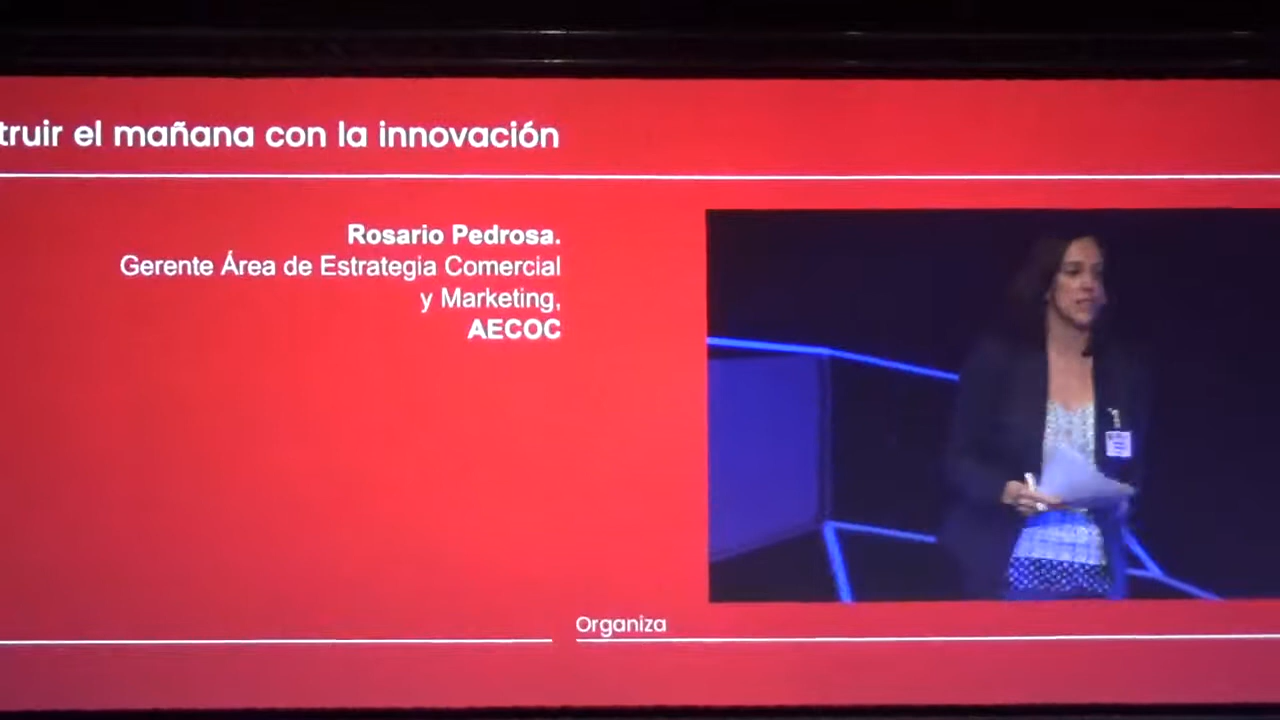 truir el mañana con la innovación
Rosario Pedrosa.
Gerente Área de Estrategia Comercial
y Marketing,
AECOC
Organiza